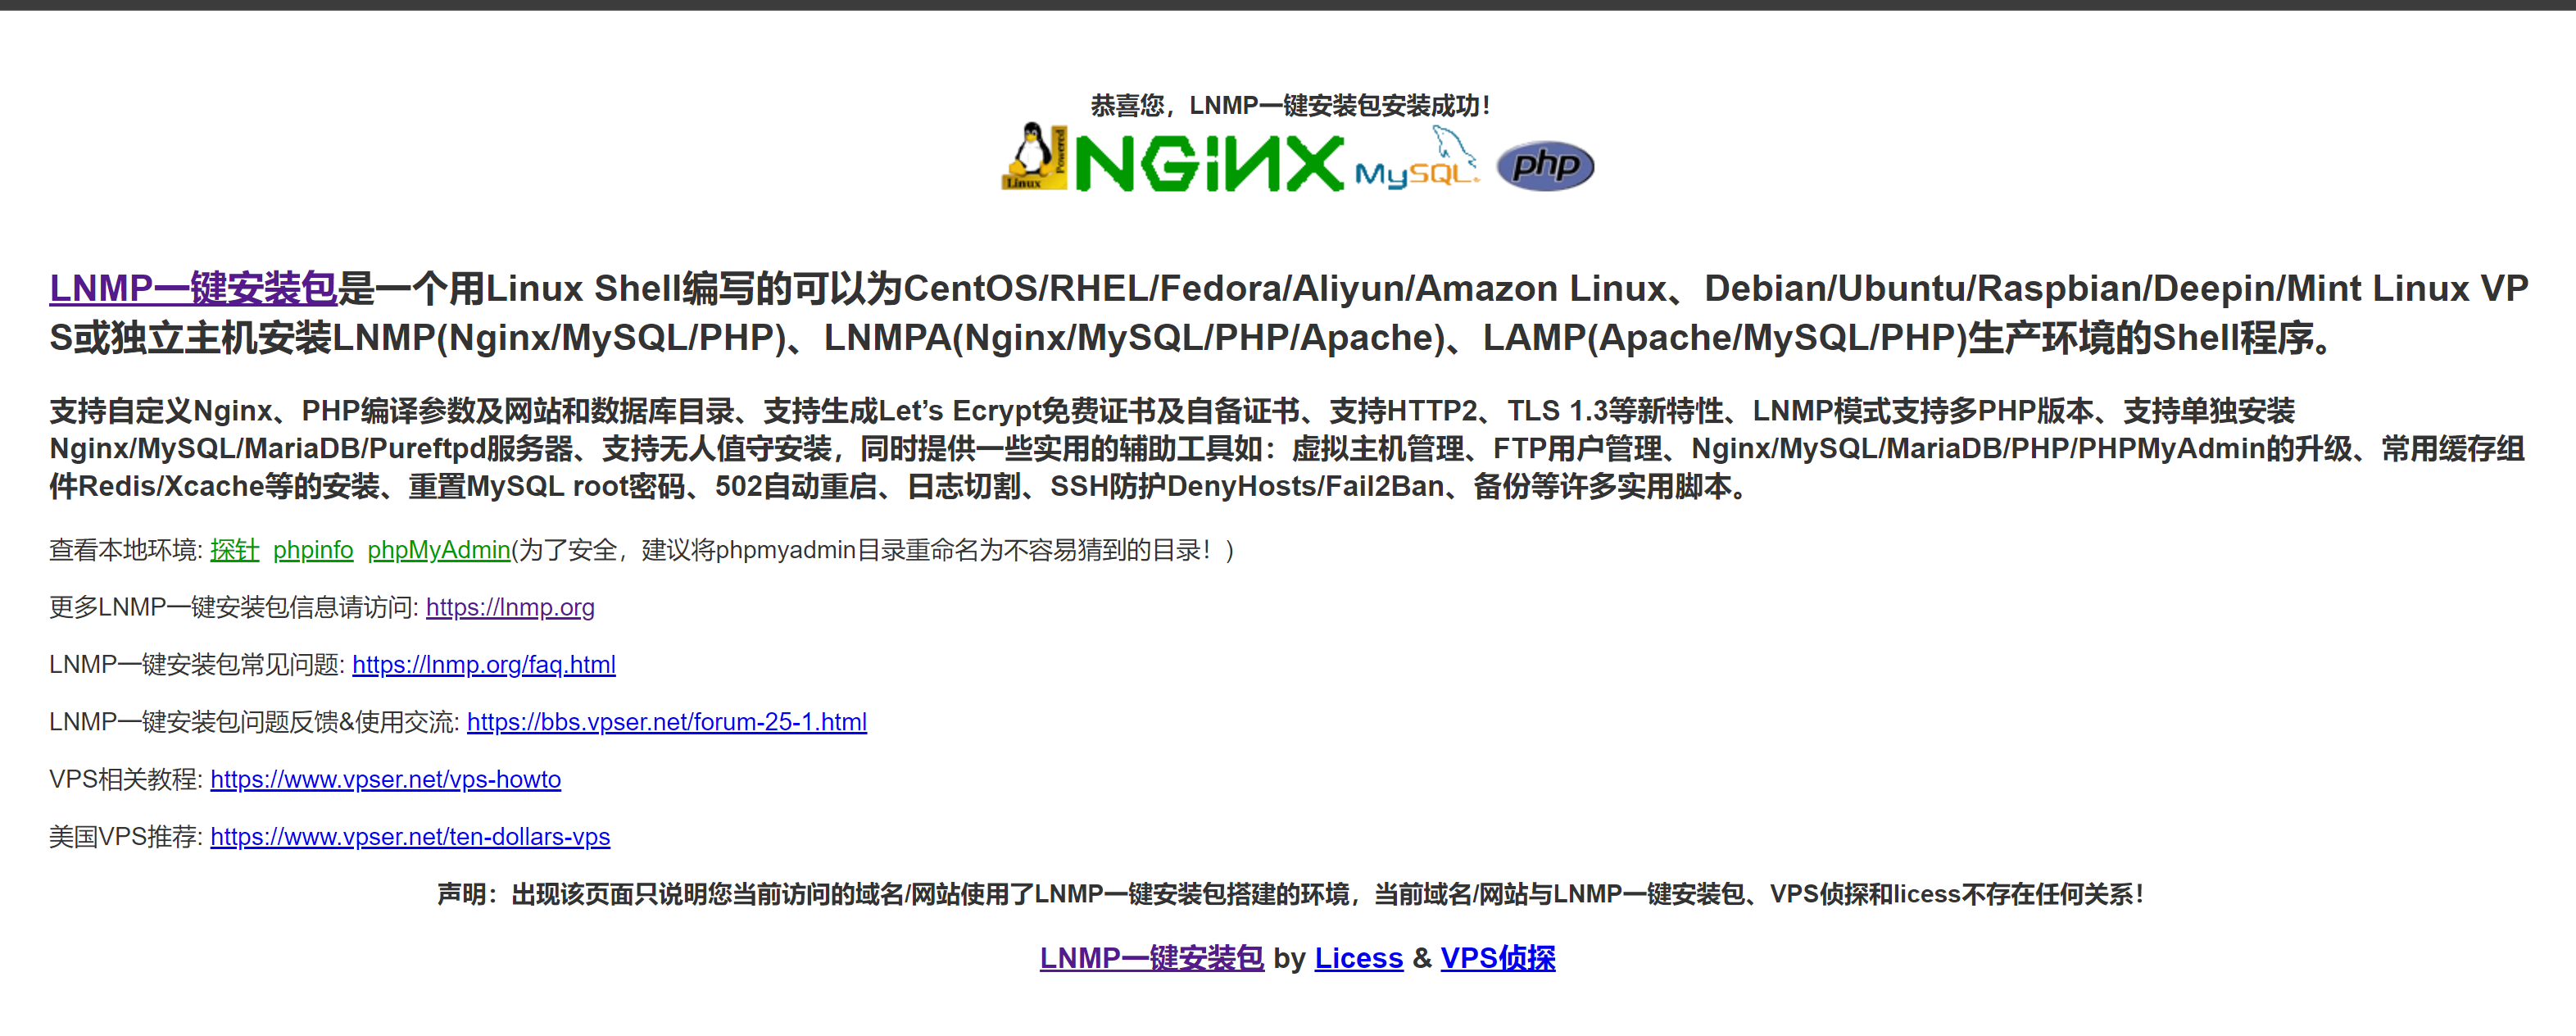 恭喜您，LNMP一键安装包安装成功！
Linux Powered NGiNX MySQL php
LNMP一键安装包是一个用Linux Shell编写的可以为CentOS/RHEL/Fedora/Aliyun/Amazon Linux、Debian/Ubuntu/Raspbian/Deepin/Mint Linux VP
S或独立主机安装LNMP(Nginx/MySQL/PHP)、LNMPA(Nginx/MySQL/PHP/Apache)、LAMP(Apache/MySQL/PHP)生产环境的Shell程序。
支持自定义Nginx、PHP编译参数及网站和数据库目录、支持生成Let’s Ecrypt免费证书及自备证书、支持HTTP2、TLS 1.3等新特性、LNMP模式支持多PHP版本、支持单独安装
Nginx/MySQL/MariaDB/Pureftpd服务器、支持无人值守安装，同时提供一些实用的辅助工具如：虚拟主机管理、FTP用户管理、Nginx/MySQL/MariaDB/PHP/PHPMyAdmin的升级、常用缓存组
件Redis/Xcache等的安装、重置MySQL root密码、502自动重启、日志切割、SSH防护DenyHosts/Fail2Ban、备份等许多实用脚本。
查看本地环境: 探针 phpinfo phpMyAdmin(为了安全，建议将phpmyadmin目录重命名为不容易猜到的目录！)
更多LNMP一键安装包信息请访问: https://lnmp.org
LNMP一键安装包常见问题: https://lnmp.org/faq.html
LNMP一键安装包问题反馈&使用交流: https://bbs.vpser.net/forum-25-1.html
VPS相关教程: https://www.vpser.net/vps-howto
美国VPS推荐: https://www.vpser.net/ten-dollars-vps
声明：出现该页面只说明您当前访问的域名/网站使用了LNMP一键安装包搭建的环境，当前域名/网站与LNMP一键安装包、VPS侦探和licess不存在任何关系！
LNMP一键安装包 by Licess & VPS侦探